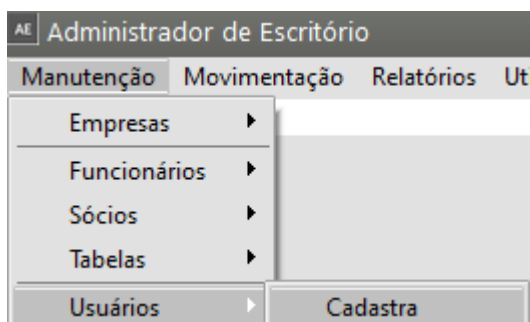 AE Administrador de Escritório
Manutenção Movimentação Relatórios
Empresas
Funcionários
Sócios
Tabelas
Usuários Cadastra